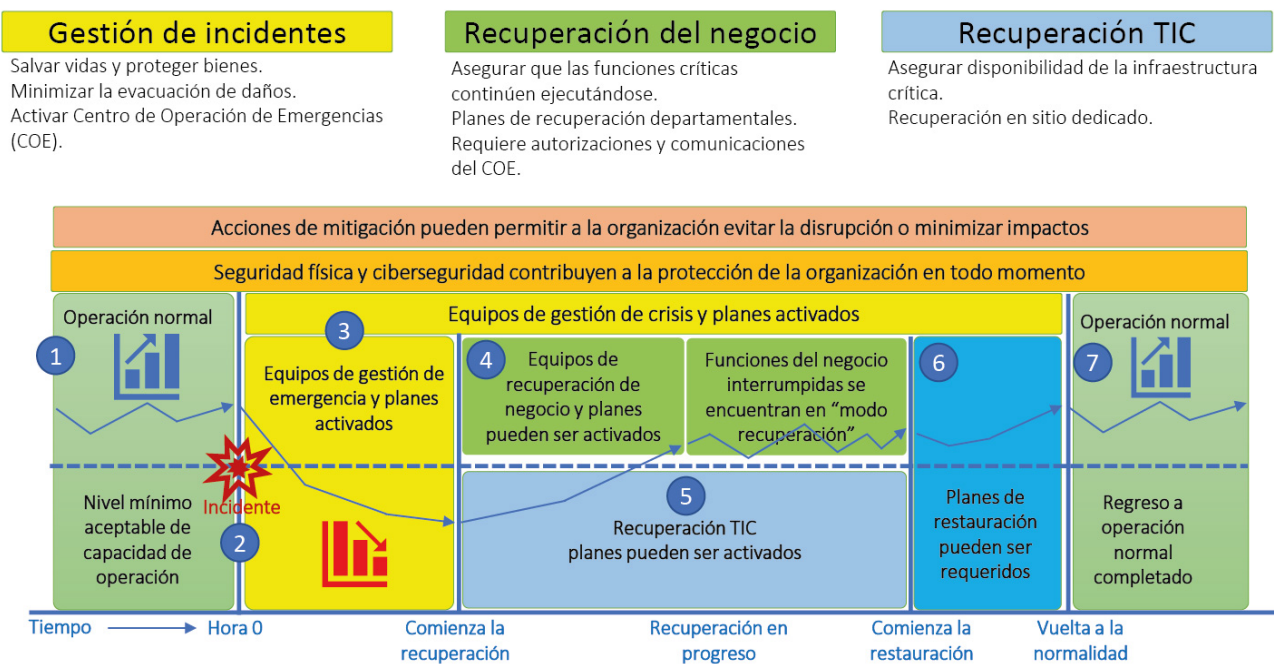 Gestión de incidentes
Salvar vidas y proteger bienes.
Minimizar la evacuación de daños.
Activar Centro de Operación de Emergencias
(COE).
Recuperación del negocio
Asegurar que las funciones críticas
continúen ejecutándose.
Planes de recuperación departamentales.
Requiere autorizaciones y comunicaciones
del COE.
Recuperación TIC
Asegurar disponibilidad de la infraestructura
crítica.
Recuperación en sitio dedicado.
Acciones de mitigación pueden permitir a la organización evitar la disrupción o minimizar impactos
Seguridad física y ciberseguridad contribuyen a la protección de la organización en todo momento
Equipos de gestión de crisis y planes activados
1
Operación normal
Nivel mínimo
aceptable de
capacidad de
operación
Incidente
2
3
Equipos de gestión de
emergencia y planes
activados
4
Equipos de
recuperación de
negocio y planes
pueden ser activados
Funciones del negocio
interrumpidas se
encuentran en “modo
recuperación”
5
Recuperación TIC
planes pueden ser activados
6
Planes de
restauración
pueden ser
requeridos
Operación normal
7
Regreso a
operación
normal
completado
Tiempo
Hora 0
Comienza la
recuperación
Recuperación en
progreso
Comienza la
restauración
Vuelta a la
normalidad